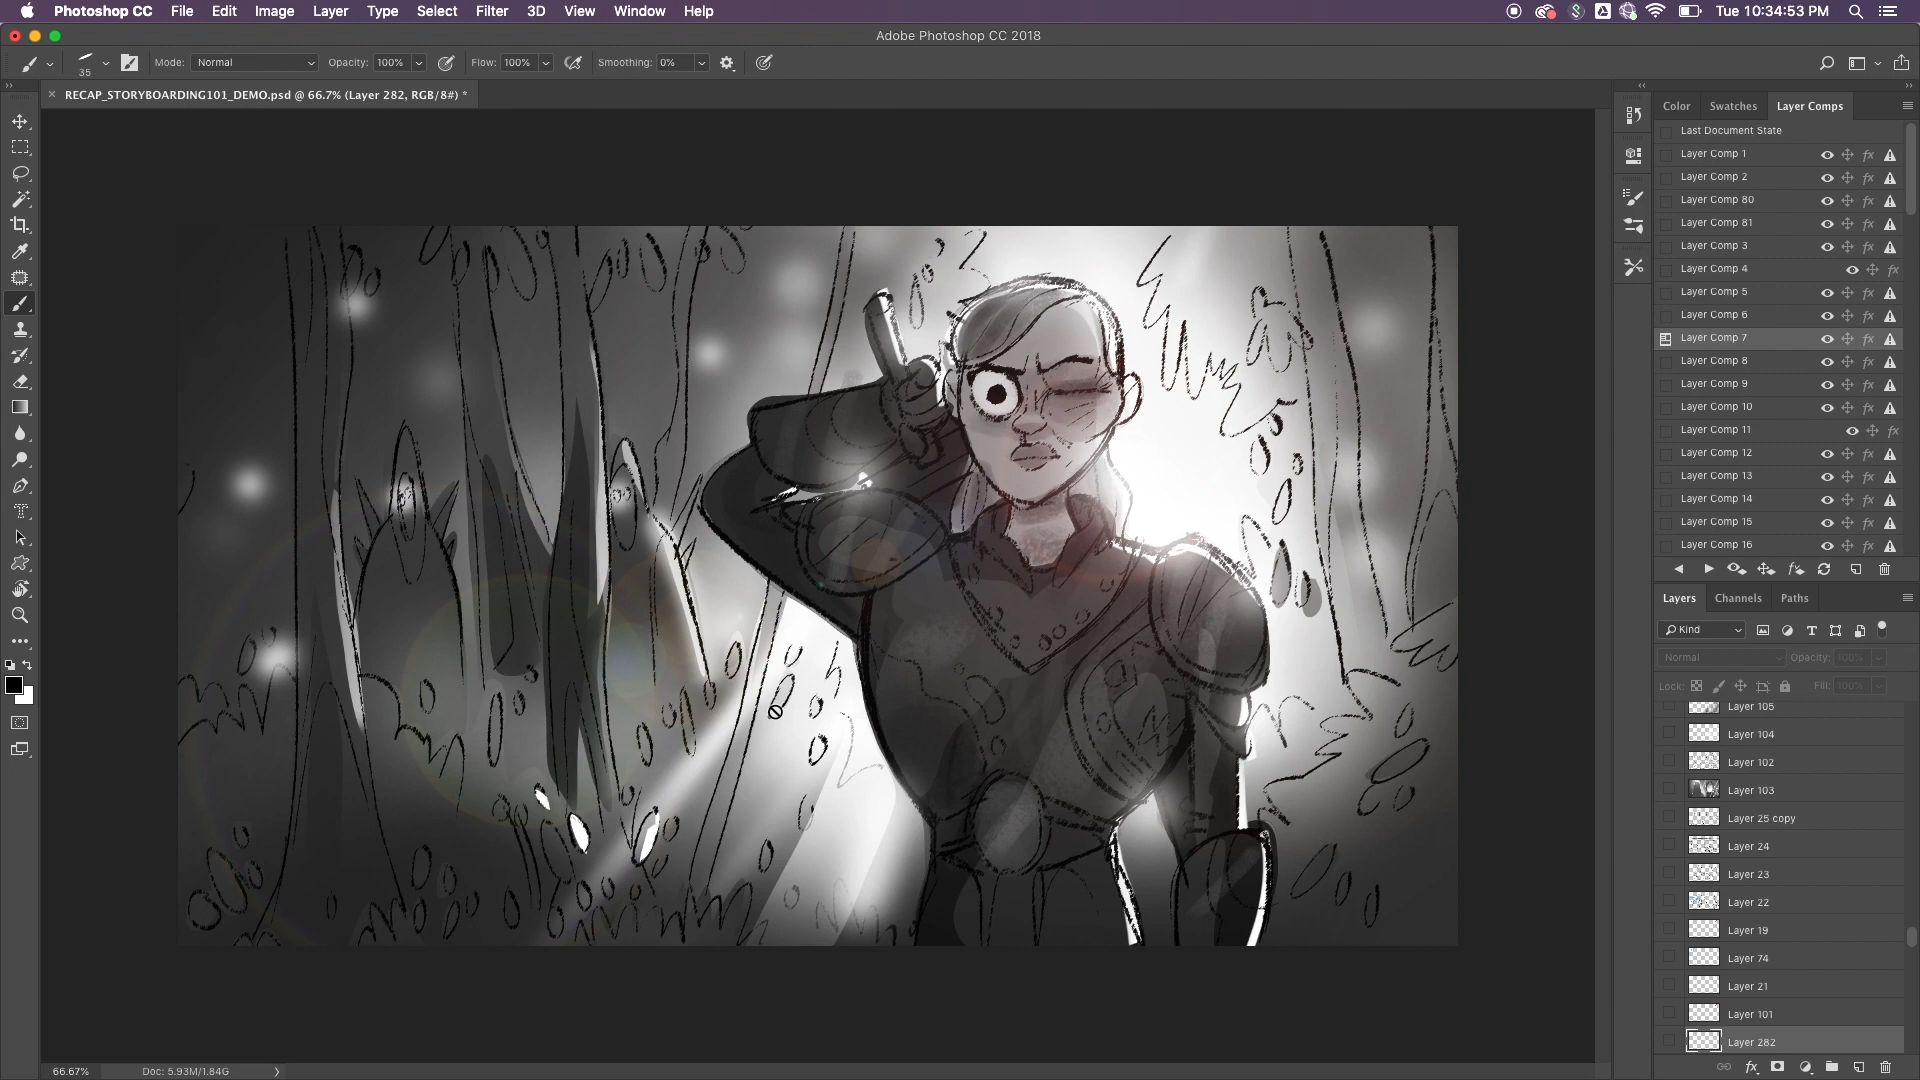 Photoshop CC File Edit Image Layer Type Select Filter 3D View Window Help Tue 10:34:53 PM
Adobe Photoshop CC 2018
35 Mode: Normal Opacity: 100% Flow: 100% Smoothing: 0%
RECAP_STORYBOARDING101_DEMO.psd @ 66.7% (Layer 282, RGB/8#) *
Color Swatches Layer Comps
Last Document State
Layer Comp 1
Layer Comp 2
Layer Comp 80
Layer Comp 81
Layer Comp 3
Layer Comp 4
Layer Comp 5
Layer Comp 6
Layer Comp 7
Layer Comp 8
Layer Comp 9
Layer Comp 10
Layer Comp 11
Layer Comp 12
Layer Comp 13
Layer Comp 14
Layer Comp 15
Layer Comp 16
Layers Channels Paths
Kind
Normal Opacity: 100%
Lock: Fill: 100%
Layer 105
Layer 104
Layer 102
Layer 103
Layer 25 copy
Layer 24
Layer 23
Layer 22
Layer 19
Layer 74
Layer 21
Layer 101
Layer 282
66.67% Doc: 5.93M/1.84G